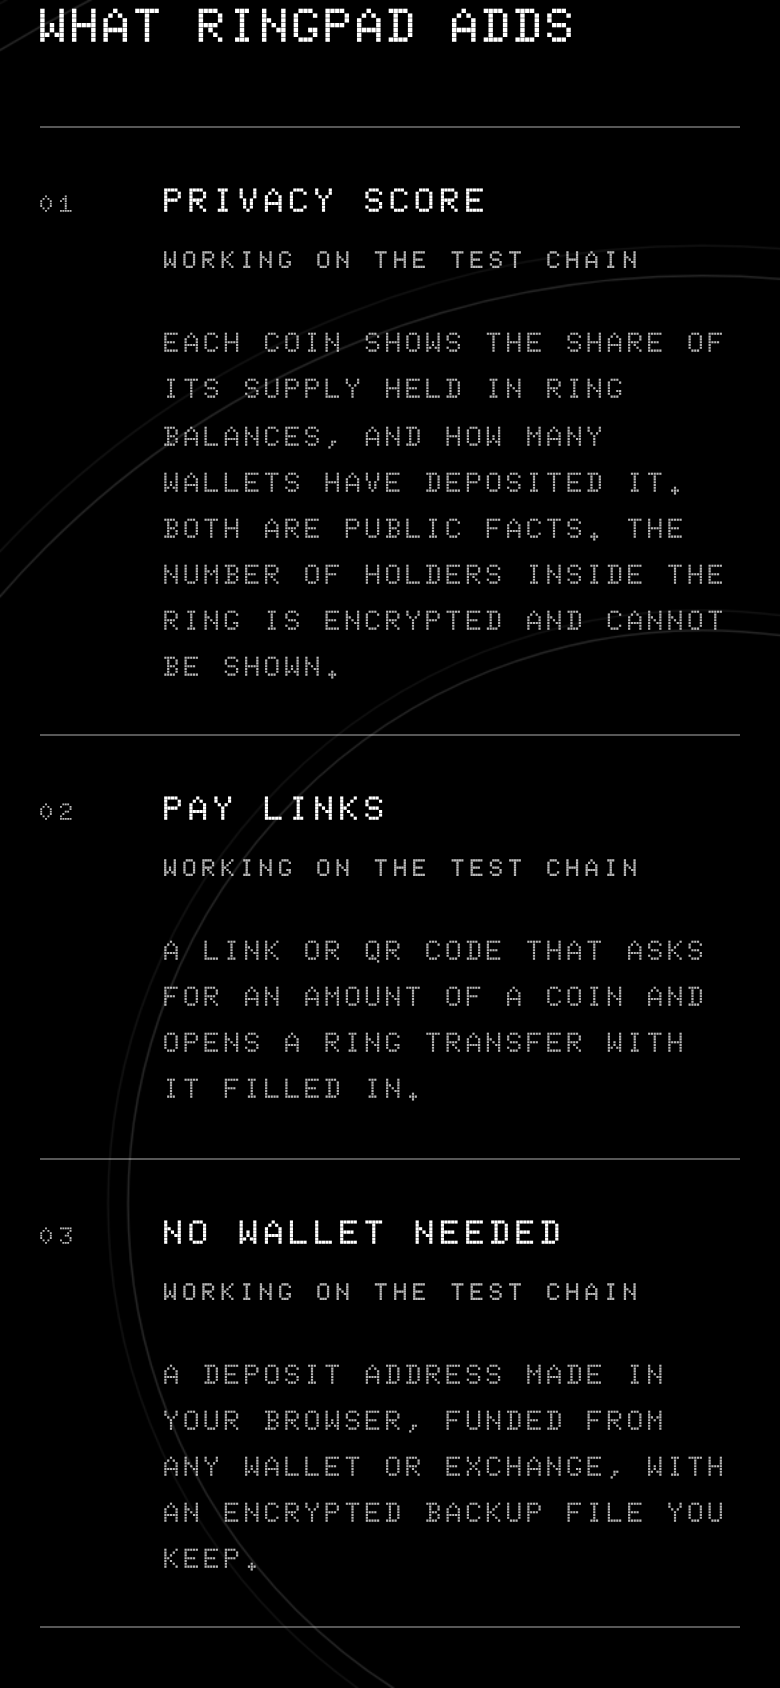 WHAT RINGPAD ADDS
01
PRIVACY SCORE
WORKING ON THE TEST CHAIN
EACH COIN SHOWS THE SHARE OF
ITS SUPPLY HELD IN RING
BALANCES, AND HOW MANY
WALLETS HAVE DEPOSITED IT.
BOTH ARE PUBLIC FACTS. THE
NUMBER OF HOLDERS INSIDE THE
RING IS ENCRYPTED AND CANNOT
BE SHOWN.
02
PAY LINKS
WORKING ON THE TEST CHAIN
A LINK OR QR CODE THAT ASKS
FOR AN AMOUNT OF A COIN AND
OPENS A RING TRANSFER WITH
IT FILLED IN.
03
NO WALLET NEEDED
WORKING ON THE TEST CHAIN
A DEPOSIT ADDRESS MADE IN
YOUR BROWSER, FUNDED FROM
ANY WALLET OR EXCHANGE, WITH
AN ENCRYPTED BACKUP FILE YOU
KEEP.